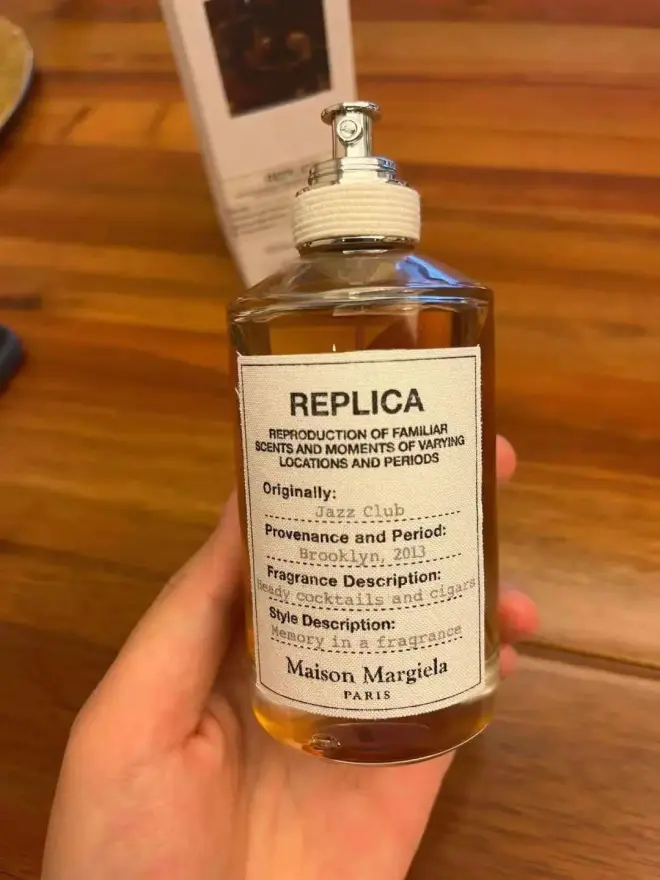 REPLICA
REPRODUCTION OF FAMILIAR
SCENTS AND MOMENTS OF VARYING
LOCATIONS AND PERIODS
Originally:
Jazz Club
Provenance and Period:
Brooklyn, 2013
Fragrance Description:
Heady cocktails and cigars
Style Description:
Memory in a fragrance
Maison Margiela
PARIS